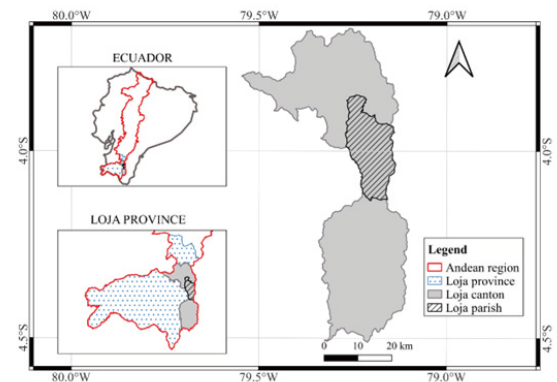 80.0°W 79.5°W 79.0°W
ECUADOR
4.0°S
4.0°S
LOJA PROVINCE
Legend
Andean region
Loja province
Loja canton
Loja parish
0 10 20 km
4.5°S
4.5°S
80.0°W 79.5°W 79.0°W